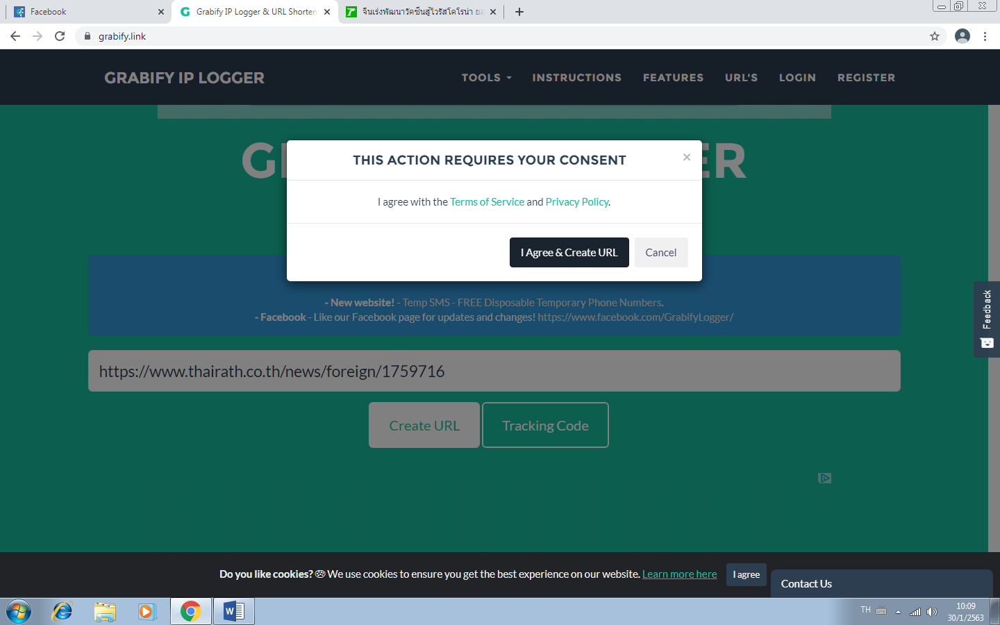 Facebook
Grabify IP Logger & URL Shorten
จีนเร่งพัฒนาวัคซีนสู้ไวรัสโคโรน่า ยอ
grabify.link
GRABIFY IP LOGGER
TOOLS INSTRUCTIONS FEATURES URL'S LOGIN REGISTER
G ER
THIS ACTION REQUIRES YOUR CONSENT
×
I agree with the Terms of Service and Privacy Policy.
I Agree & Create URL Cancel
- New website! - Temp SMS - FREE Disposable Temporary Phone Numbers.
- Facebook - Like our Facebook page for updates and changes! https://www.facebook.com/GrabifyLogger/
Feedback
https://www.thairath.co.th/news/foreign/1759716
Create URL Tracking Code
Do you like cookies? 🍪 We use cookies to ensure you get the best experience on our website. Learn more here
I agree
Contact Us
TH
10:09
30/1/2563